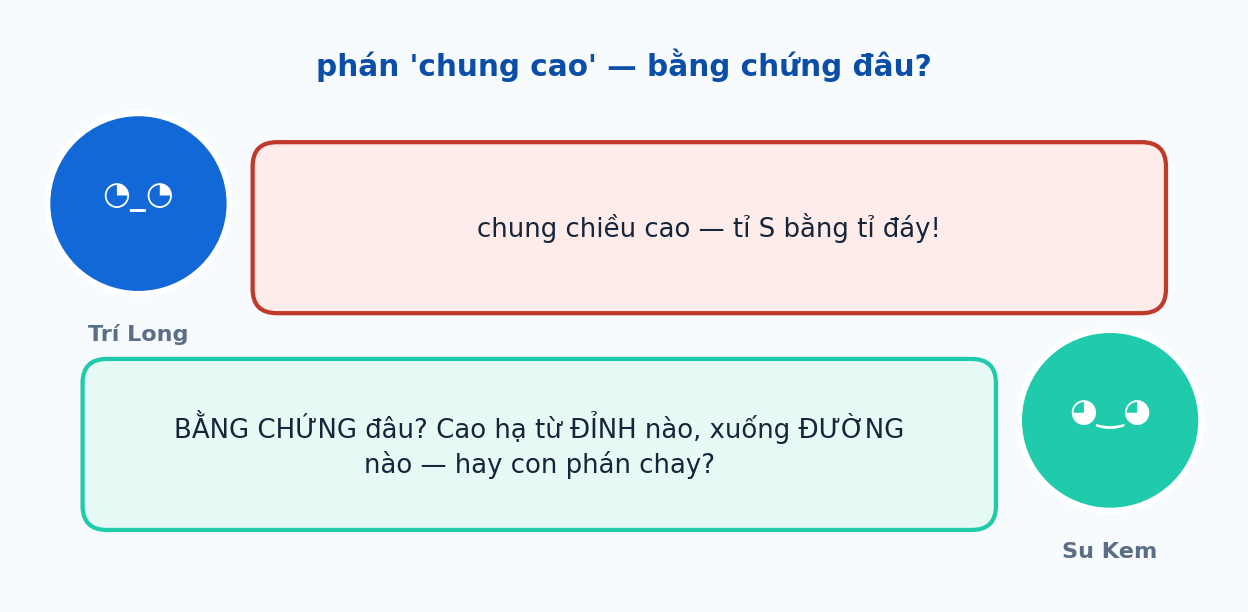 phán 'chung cao' — bằng chứng đâu?
◔_◔
chung chiều cao — tỉ S bằng tỉ đáy!
Trí Long
BẰNG CHỨNG đâu? Cao hạ từ ĐỈNH nào, xuống ĐƯỜNG
nào — hay con phán chay?
◕‿◕
Su Kem